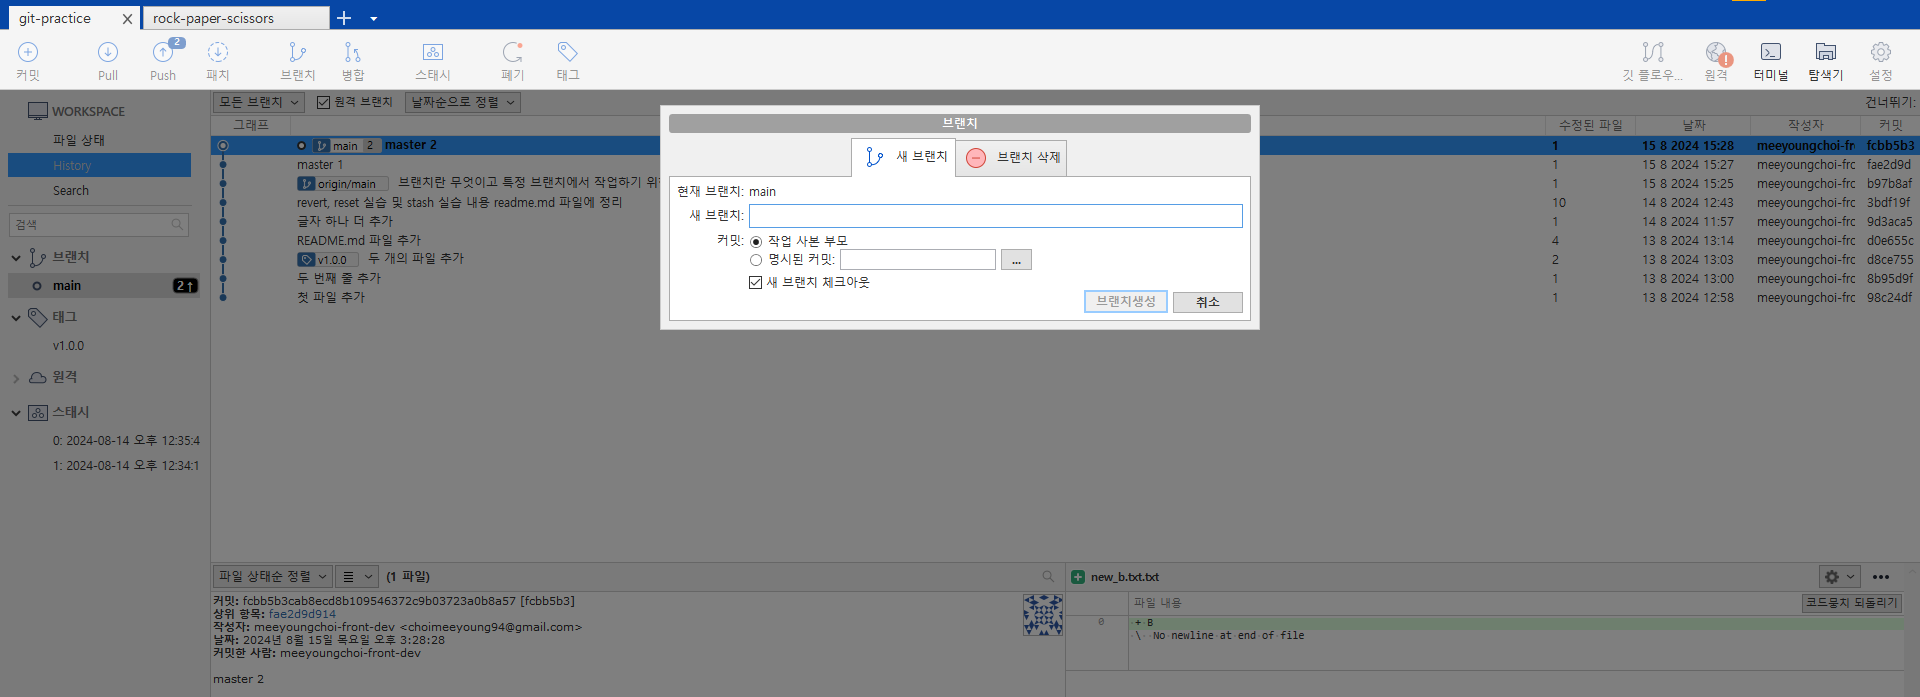 git-practice
rock-paper-scissors
커밋
Pull
2
Push
패치
브랜치
병합
스태시
폐기
태그
깃 플로우...
원격
터미널
탐색기
설정
WORKSPACE
파일 상태
History
Search
검색
브랜치
main 2↑
태그
v1.0.0
원격
스태시
0: 2024-08-14 오후 12:35:4
1: 2024-08-14 오후 12:34:1
모든 브랜치 원격 브랜치 날짜순으로 정렬 건너뛰기:
그래프 수정된 파일 날짜 작성자 커밋
main 2 master 2 1 15 8 2024 15:28 meeyoungchoi-fr fcbb5b3
master 1 1 15 8 2024 15:27 meeyoungchoi-frc fae2d9d
origin/main 브랜치란 무엇이고 특정 브랜치에서 작업하기 위 1 15 8 2024 15:25 meeyoungchoi-frc b97b8af
revert, reset 실습 및 stash 실습 내용 readme.md 파일에 정리 10 14 8 2024 12:43 meeyoungchoi-frc 3bdf19f
글자 하나 더 추가 1 14 8 2024 11:57 meeyoungchoi-frc 9d3aca5
README.md 파일 추가 4 13 8 2024 13:14 meeyoungchoi-frc d0e655c
v1.0.0 두 개의 파일 추가 2 13 8 2024 13:03 meeyoungchoi-frc d8ce755
두 번째 줄 추가 1 13 8 2024 13:00 meeyoungchoi-frc 8b95d9f
첫 파일 추가 1 13 8 2024 12:58 meeyoungchoi-frc 98c24df
브랜치
새 브랜치
브랜치 삭제
현재 브랜치: main
새 브랜치:
커밋: 작업 사본 부모
명시된 커밋: ...
새 브랜치 체크아웃
브랜치생성 취소
파일 상태순 정렬 (1 파일)
커밋: fcbb5b3cab8ecd8b109546372c9b03723a0b8a57 [fcbb5b3]
상위 항목: fae2d9d914
작성자: meeyoungchoi-front-dev <choimeeyoung94@gmail.com>
날짜: 2024년 8월 15일 목요일 오후 3:28:28
커밋한 사람: meeyoungchoi-front-dev
master 2
new_b.txt.txt
파일 내용 코드뭉치 되돌리기
0 + B
\ No newline at end of file